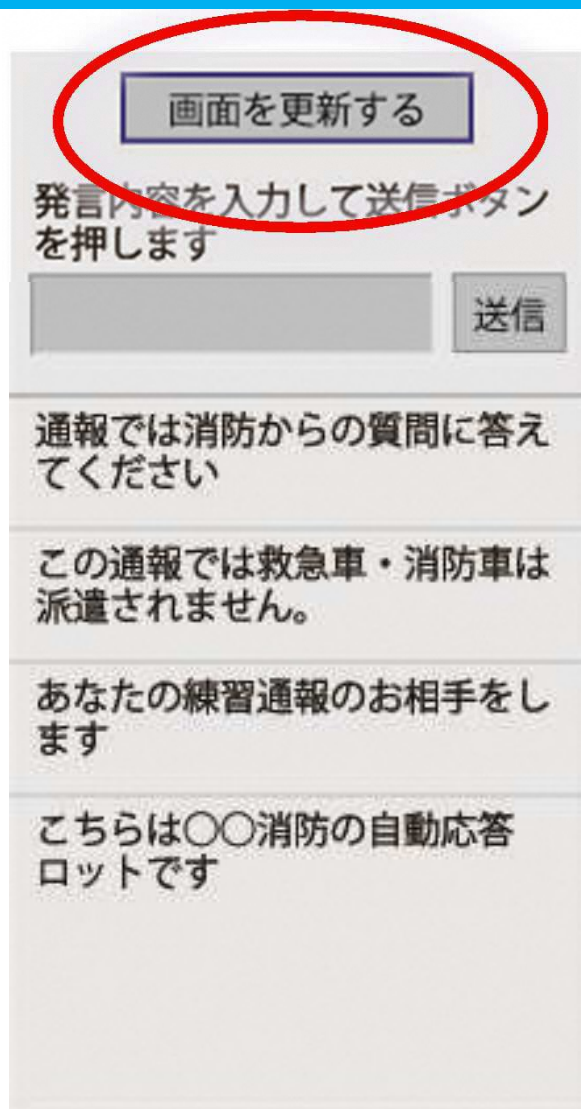 画面を更新する
発言内容を入力して送信ボタン
を押します
送信
通報では消防からの質問に答え
てください
この通報では救急車・消防車は
派遣されません。
あなたの練習通報のお相手をし
ます
こちらは〇〇消防の自動応答
ロットです